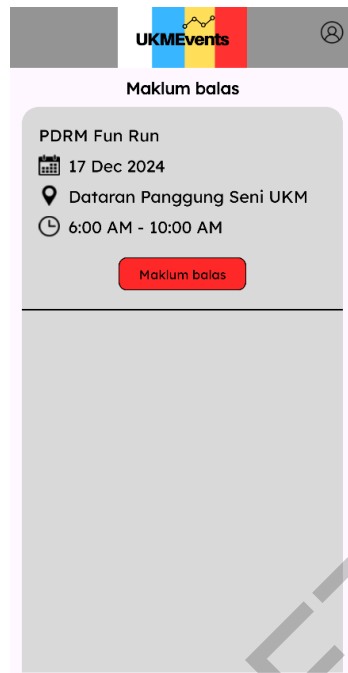 UKMEvents
Maklum balas
PDRM Fun Run
17 Dec 2024
Dataran Panggung Seni UKM
6:00 AM - 10:00 AM
Maklum balas